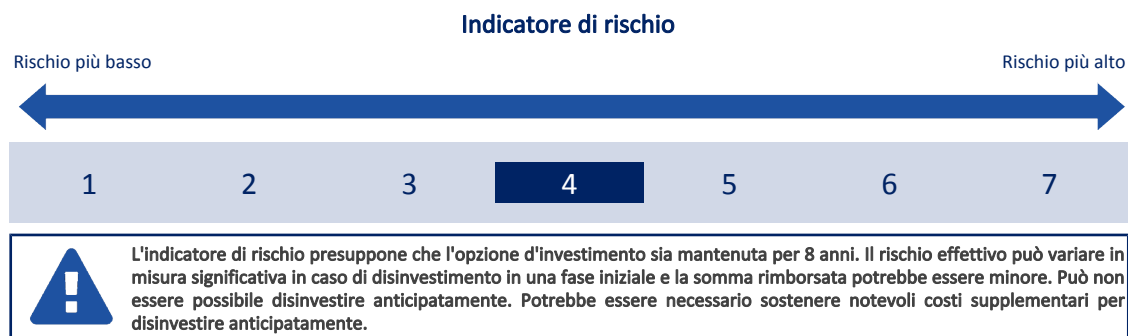 Indicatore di rischio
Rischio più basso
Rischio più alto
1 2 3 4 5 6 7
L'indicatore di rischio presuppone che l'opzione d'investimento sia mantenuta per 8 anni. Il rischio effettivo può variare in
misura significativa in caso di disinvestimento in una fase iniziale e la somma rimborsata potrebbe essere minore. Può non
essere possibile disinvestire anticipatamente. Potrebbe essere necessario sostenere notevoli costi supplementari per
disinvestire anticipatamente.